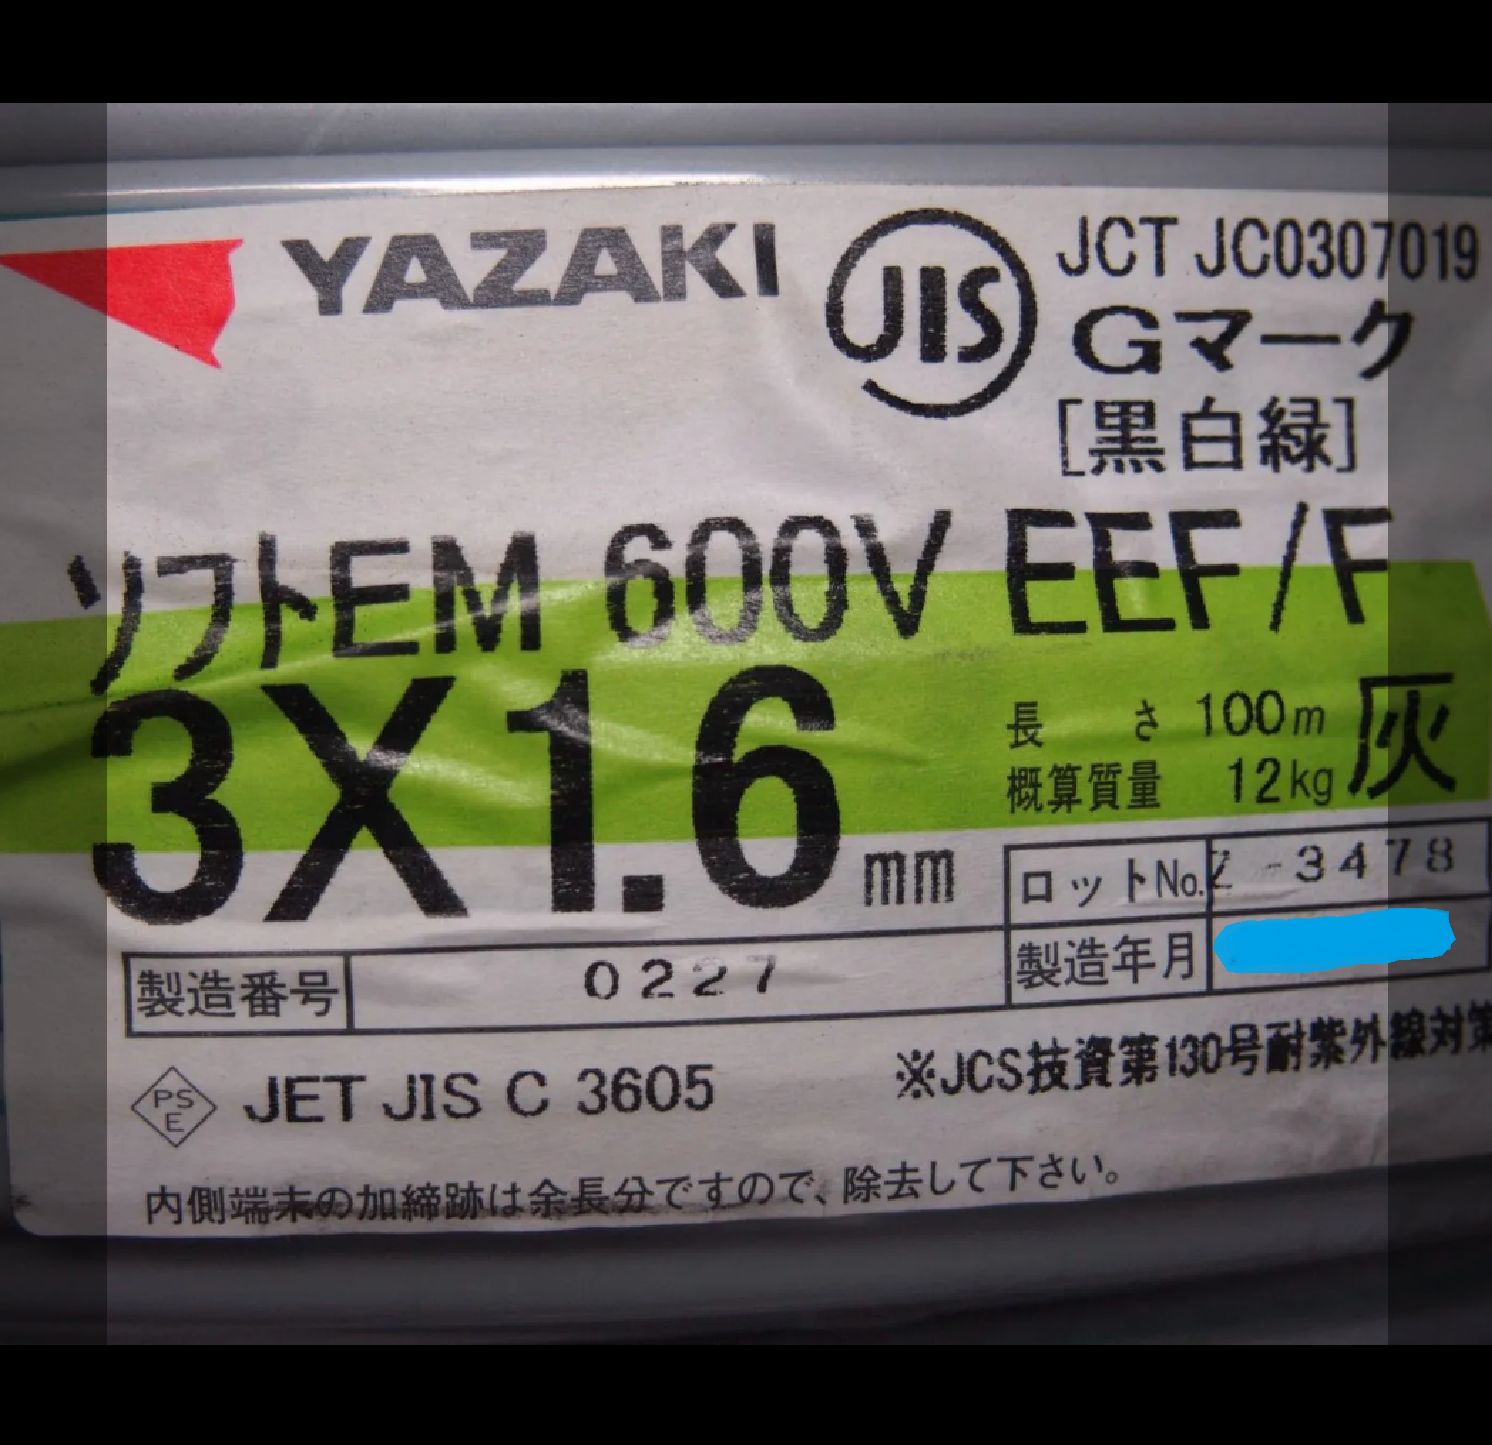 YAZAKI
JIS
JCT JC0307019
Gマーク
[黒白緑]
ソフトEM 600V EEF/F
3X1.6mm
長さ 100m
概算質量 12kg
灰
ロットNo. Z-3478
製造年月
製造番号 0227
PS
E
JET JIS C 3605
※JCS技資第130号耐紫外線対策
内側端末の加締跡は余長分ですので、除去して下さい。